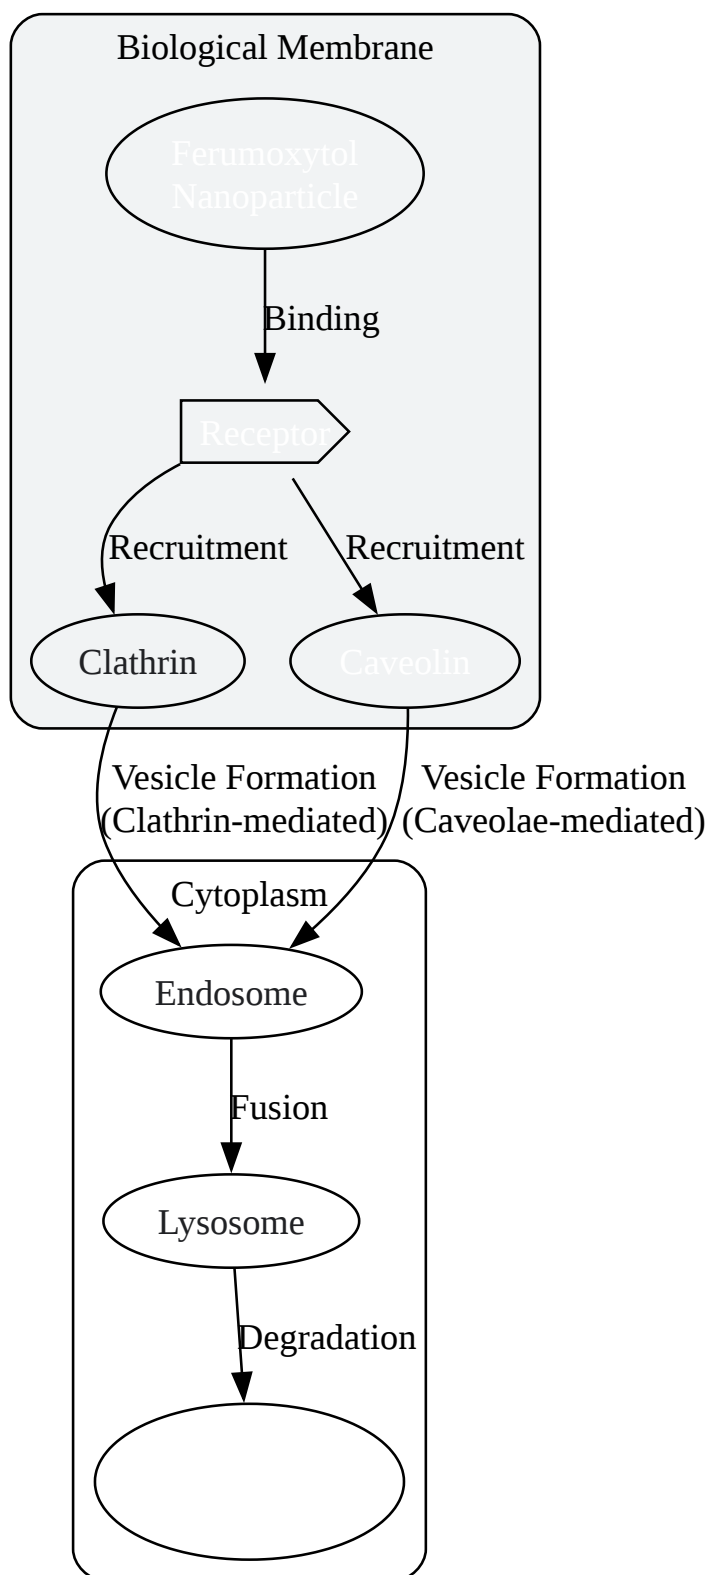 Biological Membrane
Ferumoxytol
Nanoparticle
Binding
Receptor
Recruitment
Recruitment
Clathrin
Caveolin
Vesicle Formation
(Clathrin-mediated)
Vesicle Formation
(Caveolae-mediated)
Cytoplasm
Endosome
Fusion
Lysosome
Degradation